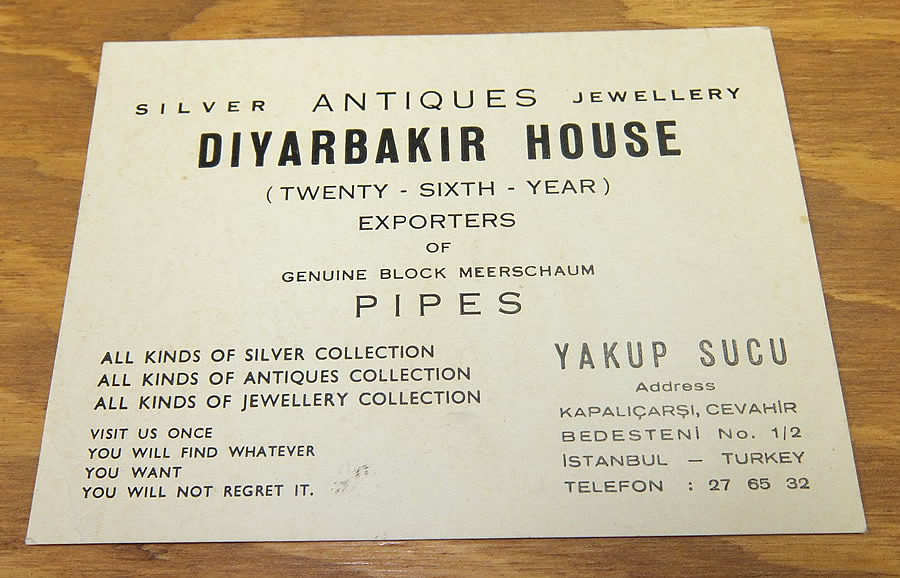 SILVER ANTIQUES JEWELLERY
DIYARBAKIR HOUSE
(TWENTY - SIXTH - YEAR)
EXPORTERS
OF
GENUINE BLOCK MEERSCHAUM
PIPES
ALL KINDS OF SILVER COLLECTION
ALL KINDS OF ANTIQUES COLLECTION
ALL KINDS OF JEWELLERY COLLECTION
VISIT US ONCE
YOU WILL FIND WHATEVER
YOU WANT
YOU WILL NOT REGRET IT.
YAKUP SUCU
Address
KAPALIÇARŞI, CEVAHİR
BEDESTENİ No. 1/2
İSTANBUL — TURKEY
TELEFON : 27 65 32